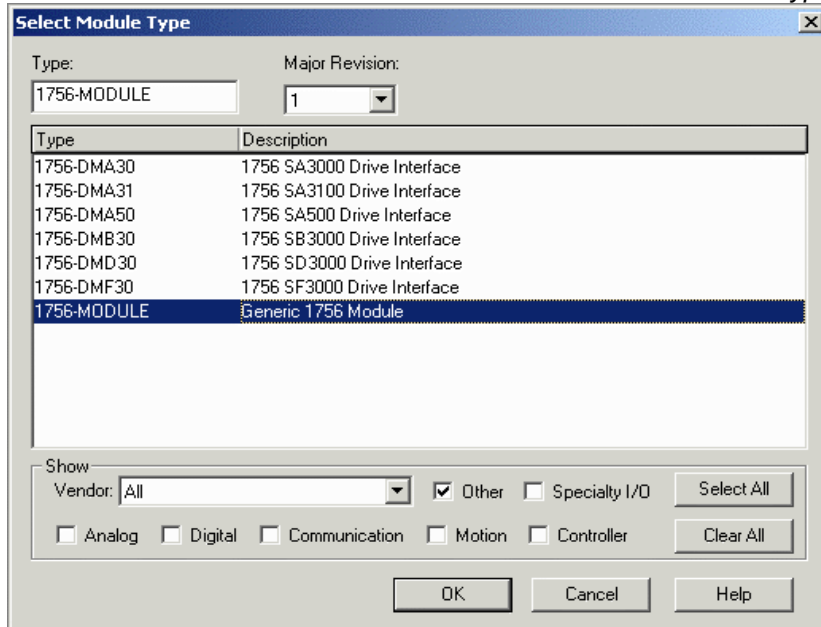 Select Module Type
Type: Major Revision:
1756-MODULE 1
Type Description
1756-DMA30 1756 SA3000 Drive Interface
1756-DMA31 1756 SA3100 Drive Interface
1756-DMA50 1756 SA500 Drive Interface
1756-DMB30 1756 SB3000 Drive Interface
1756-DMD30 1756 SD3000 Drive Interface
1756-DMF30 1756 SF3000 Drive Interface
1756-MODULE Generic 1756 Module
Show
Vendor: All Other Specialty I/O Select All
Analog Digital Communication Motion Controller Clear All
OK Cancel Help